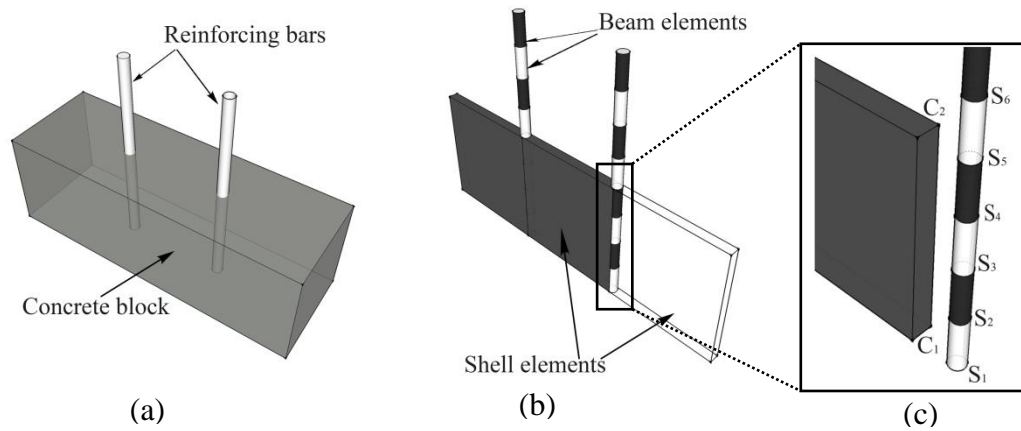 Reinforcing bars
Concrete block
(a)
(b)
Beam elements
Shell elements
(c)
C₂
C₁
S₆
S₅
S₄
S₃
S₂
S₁